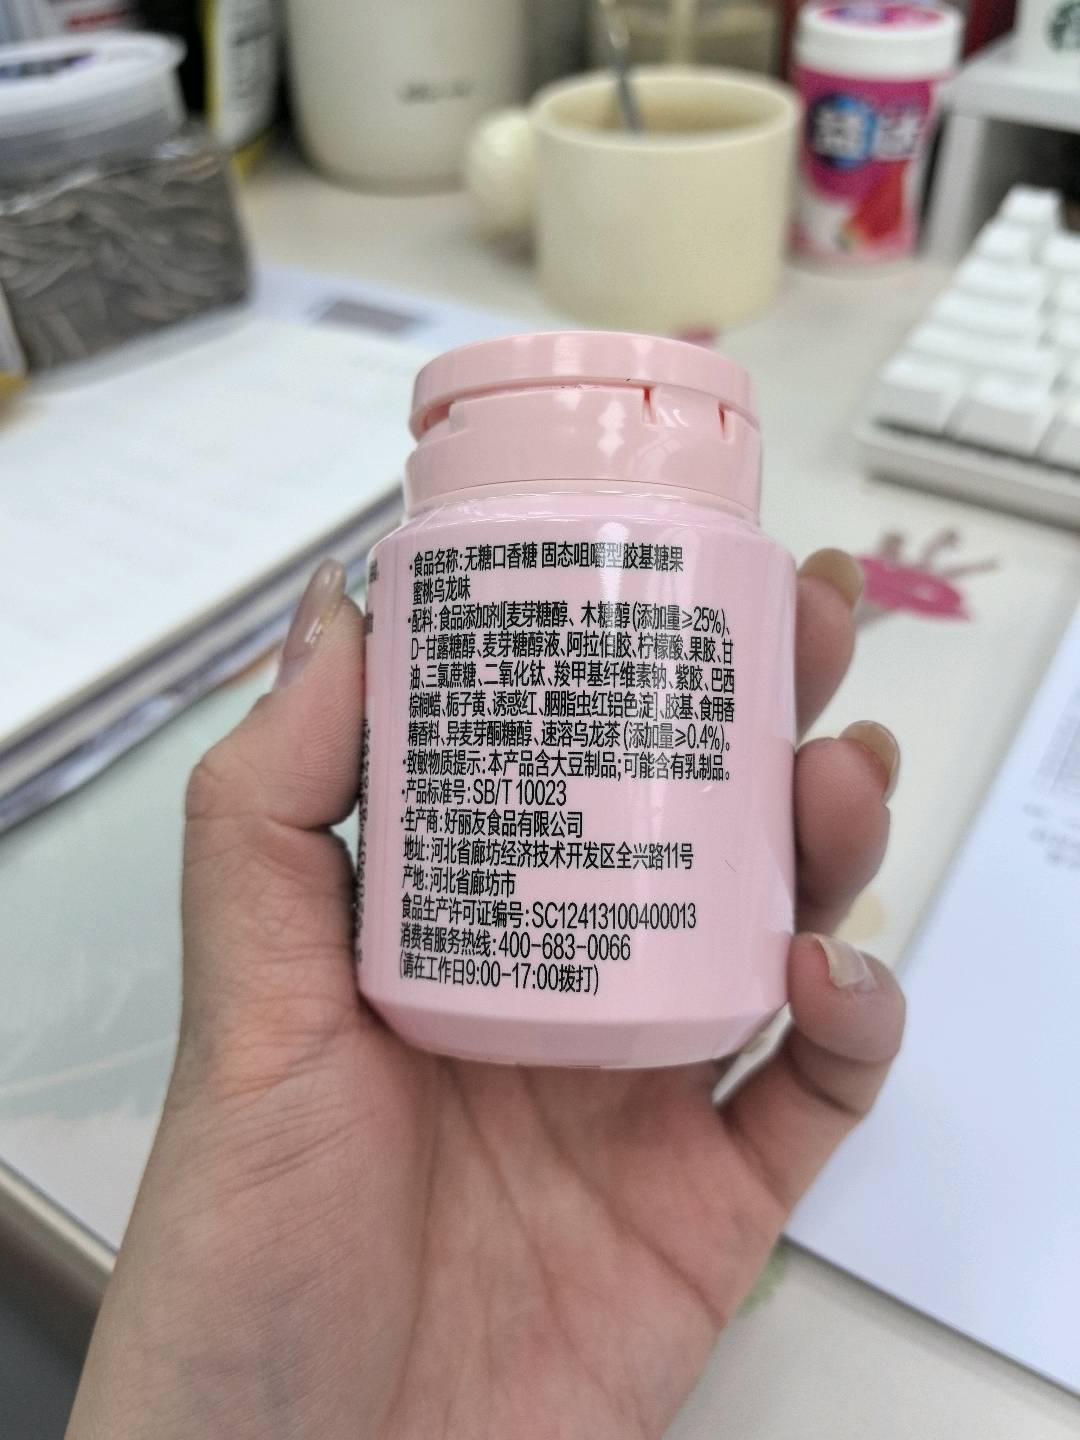 益达
·食品名称:无糖口香糖 固态咀嚼型胶基糖果
蜜桃乌龙味
·配料:食品添加剂[麦芽糖醇、木糖醇(添加量≥25%)、
D-甘露糖醇、麦芽糖醇液、阿拉伯胶、柠檬酸、果胶、甘
油、三氯蔗糖、二氧化钛、羧甲基纤维素钠、紫胶、巴西
棕榈蜡、栀子黄、诱惑红、胭脂虫红铝色淀]、胶基、食用香
精香料、异麦芽酮糖醇、速溶乌龙茶(添加量≥0.4%)。
·致敏物质提示:本产品含大豆制品;可能含有乳制品。
·产品标准号:SB/T 10023
·生产商:好丽友食品有限公司
地址:河北省廊坊经济技术开发区全兴路11号
产地:河北省廊坊市
食品生产许可证编号:SC12413100400013
消费者服务热线:400-683-0066
(请在工作日9:00-17:00拨打)